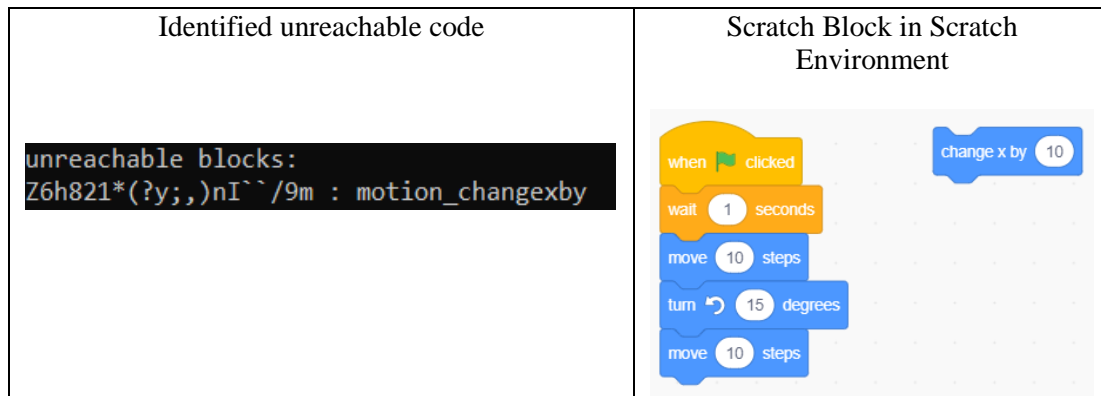 Identified unreachable code
unreachable blocks:
Z6h821*(?y;,)nI``/9m : motion_changexby
Scratch Block in Scratch
Environment
when clicked
wait 1 seconds
move 10 steps
turn 15 degrees
move 10 steps
change x by 10